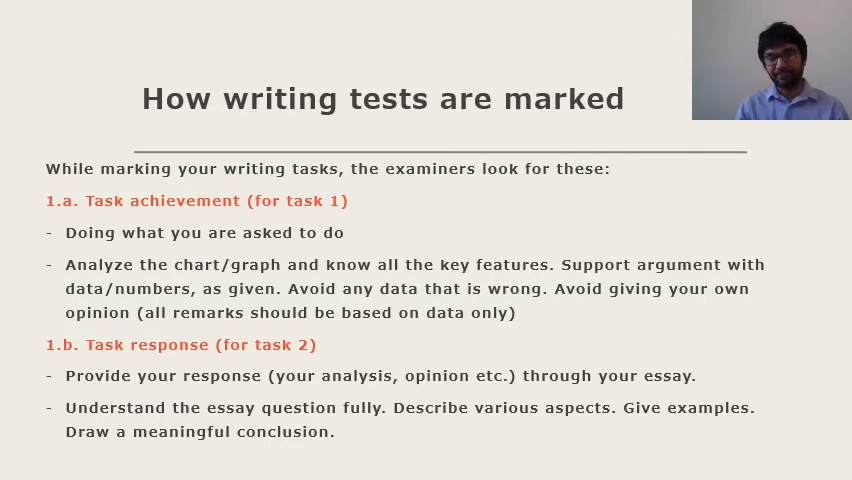 How writing tests are marked
While marking your writing tasks, the examiners look for these:
1.a. Task achievement (for task 1)
- Doing what you are asked to do
- Analyze the chart/graph and know all the key features. Support argument with
data/numbers, as given. Avoid any data that is wrong. Avoid giving your own
opinion (all remarks should be based on data only)
1.b. Task response (for task 2)
- Provide your response (your analysis, opinion etc.) through your essay.
- Understand the essay question fully. Describe various aspects. Give examples.
Draw a meaningful conclusion.